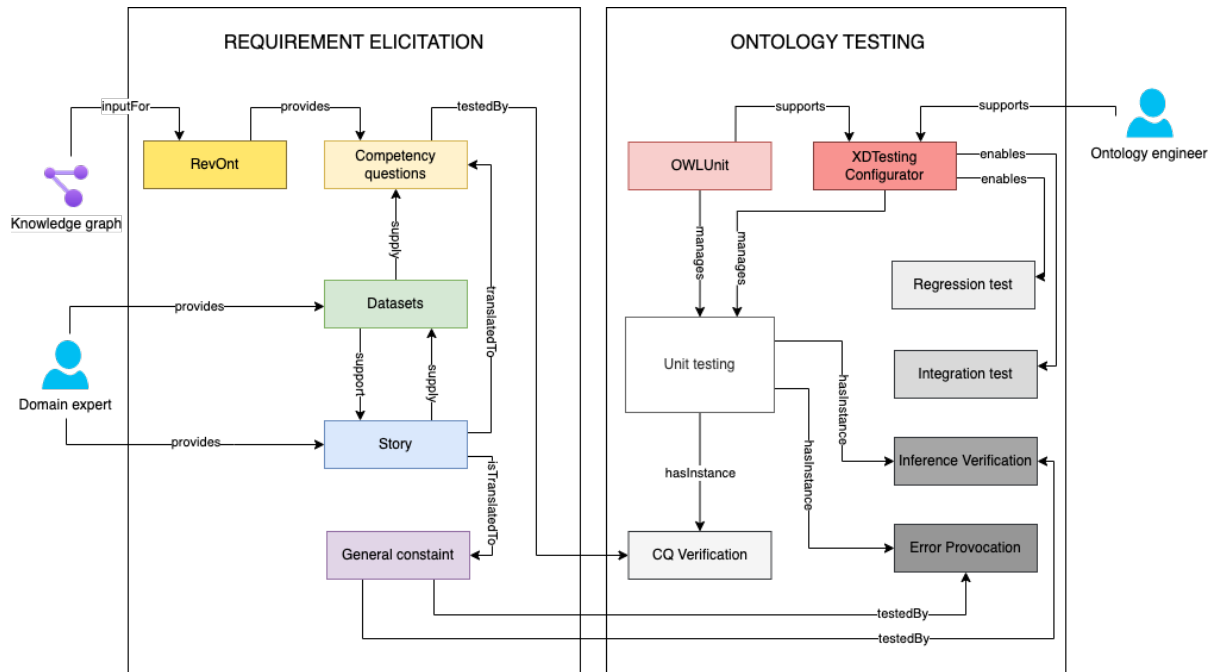 REQUIREMENT ELICITATION
ONTOLOGY TESTING
inputFor
provides
testedBy
supports
supports
RevOnt
Competency
questions
OWLUnit
XDTesting
Configurator
enables
enables
Ontology engineer
Knowledge graph
supply
manages
manages
Datasets
provides
Regression test
translatedTo
support
supply
Unit testing
Integration test
hasInstance
Domain expert
provides
Story
hasInstance
hasInstance
Inference Verification
isTranslatedTo
General constaint
CQ Verification
Error Provocation
testedBy
testedBy